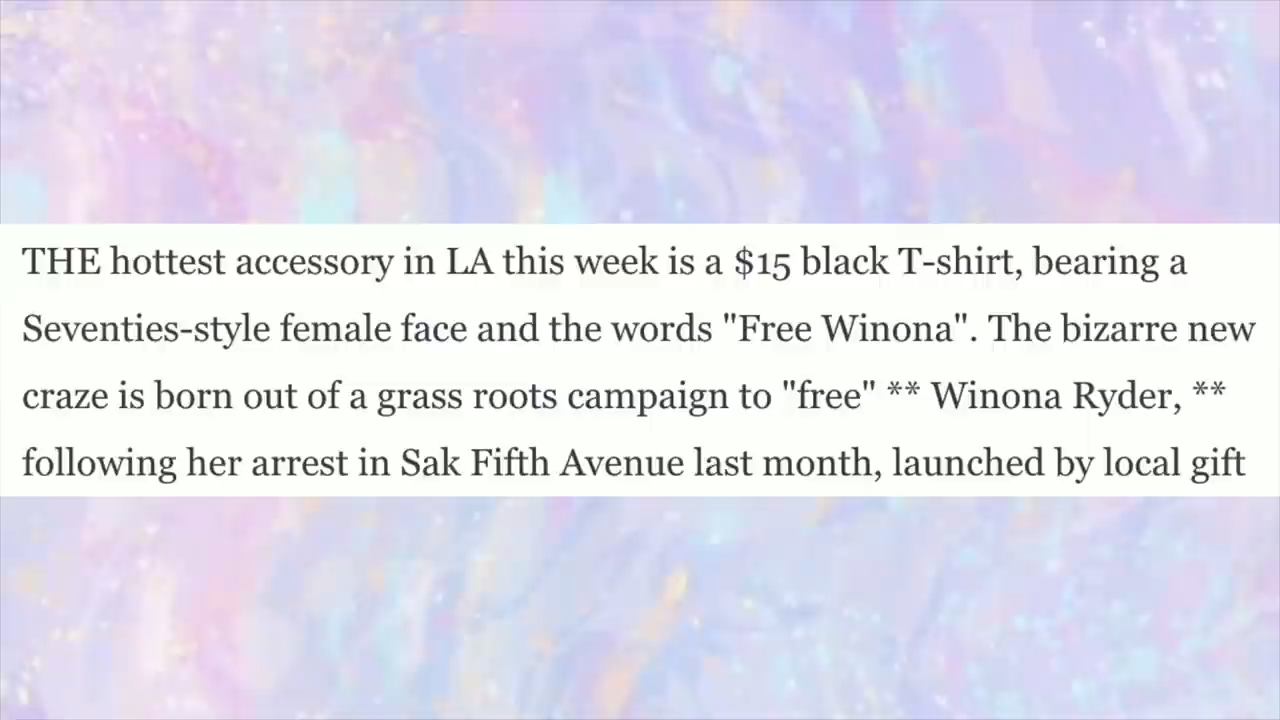 THE hottest accessory in LA this week is a $15 black T-shirt, bearing a
Seventies-style female face and the words "Free Winona". The bizarre new
craze is born out of a grass roots campaign to "free" ** Winona Ryder, **
following her arrest in Sak Fifth Avenue last month, launched by local gift